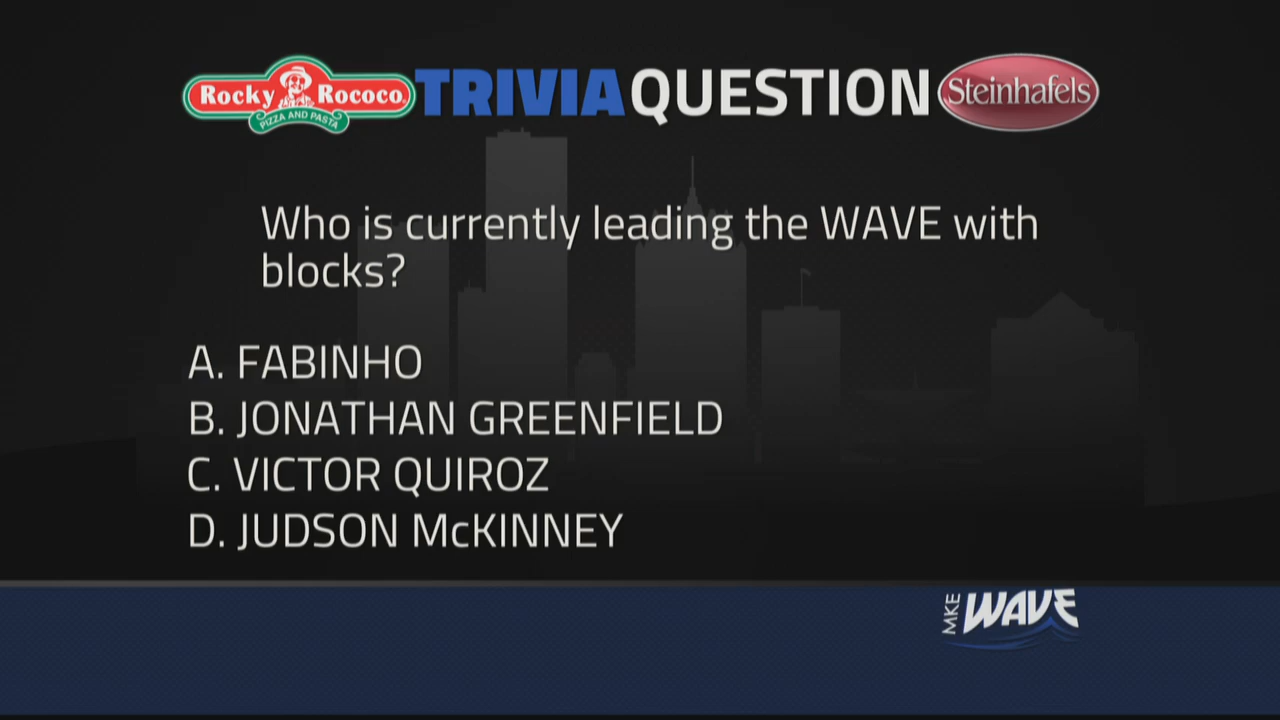 Rocky Rococo TRIVIA QUESTION Steinhafels
PIZZA AND PASTA
Who is currently leading the WAVE with
blocks?
A. FABINHO
B. JONATHAN GREENFIELD
C. VICTOR QUIROZ
D. JUDSON McKINNEY
MKE WAVE